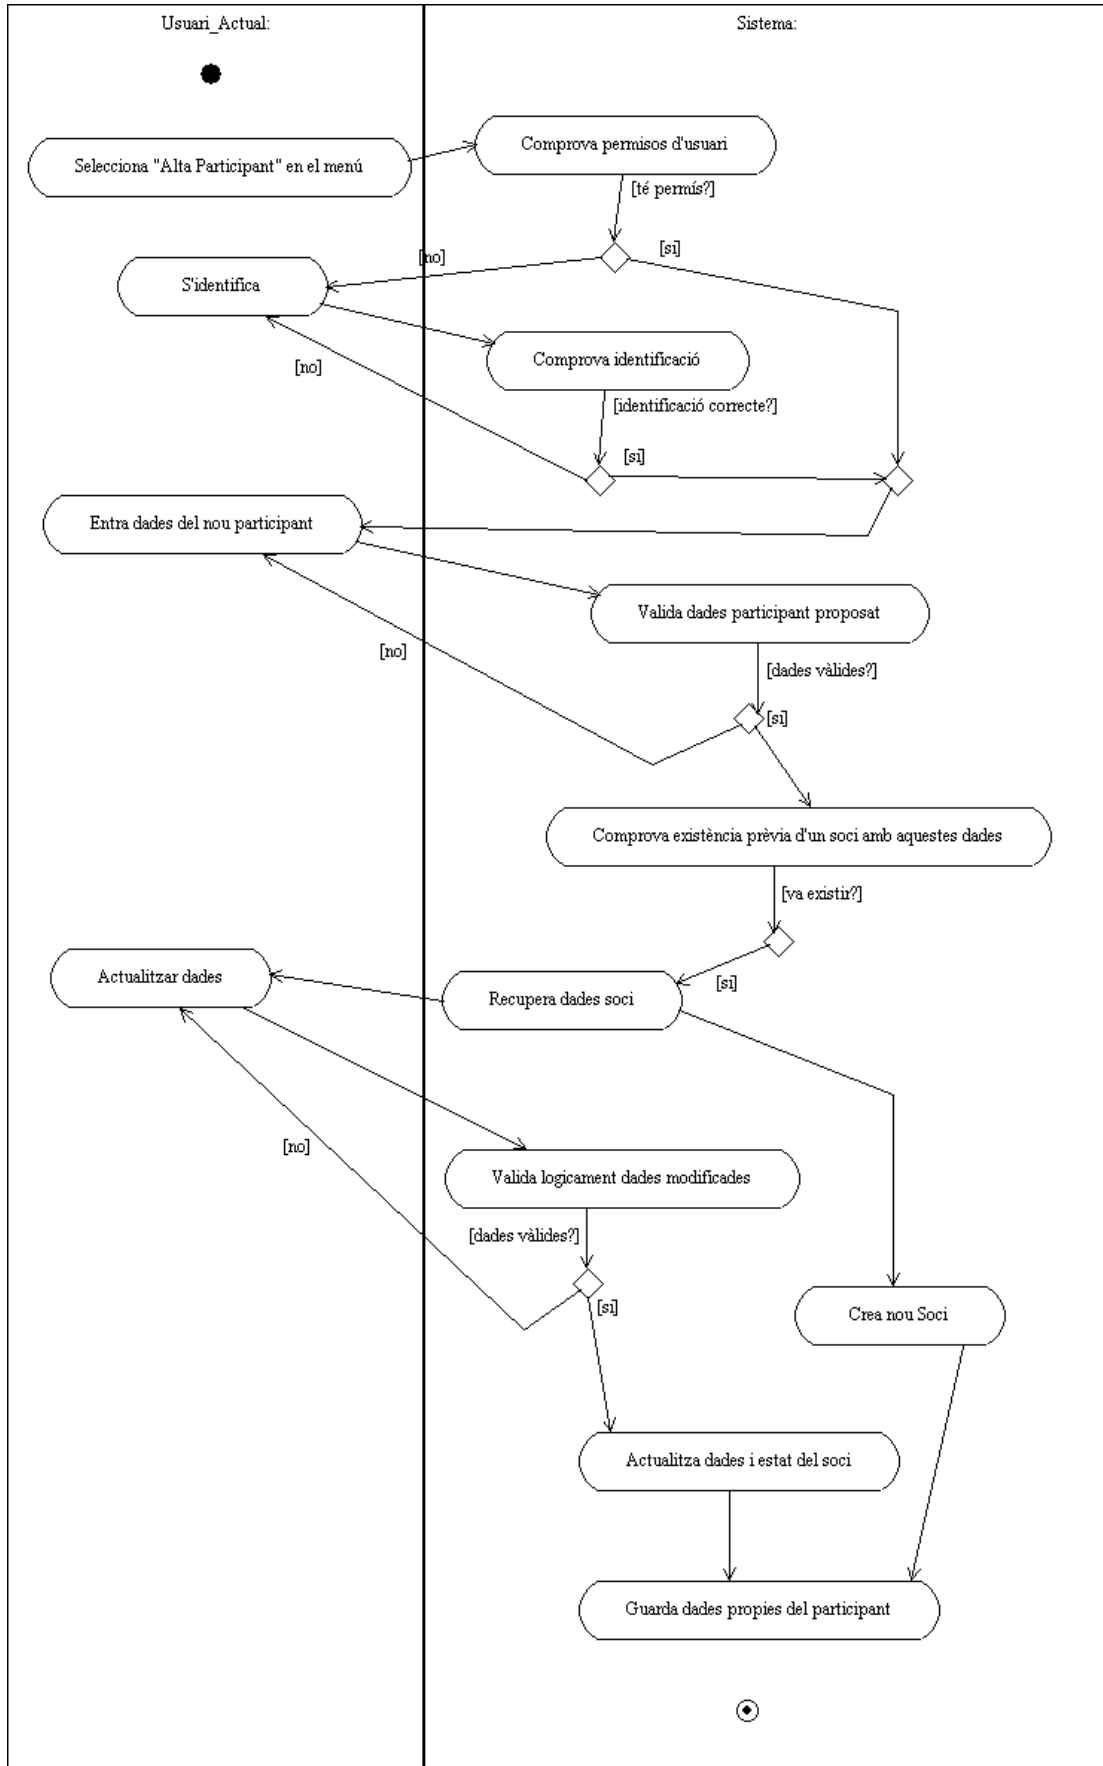 Usuari_Actual:
Sistema:
Selecciona "Alta Participant" en el menú
Comprova permisos d'usuari
[té permís?]
[no]
[si]
S'identifica
Comprova identificació
[no]
[identificació correcte?]
[si]
Entra dades del nou participant
Valida dades participant proposat
[no]
[dades vàlides?]
[si]
Comprova existència prèvia d'un soci amb aquestes dades
[va existir?]
Actualitzar dades
[si]
Recupera dades soci
[no]
Valida logicament dades modificades
[dades vàlides?]
[si]
Crea nou Soci
Actualitza dades i estat del soci
Guarda dades propies del participant